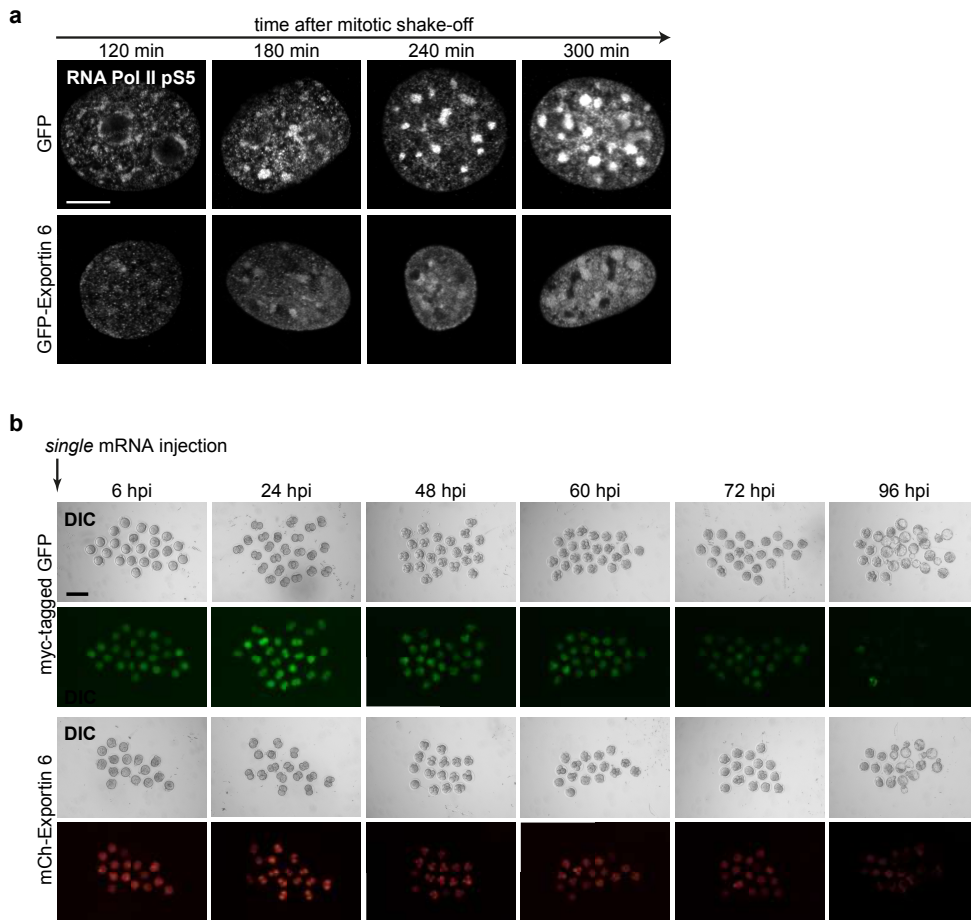 a
time after mitotic shake-off
120 min 180 min 240 min 300 min
RNA Pol II pS5
GFP
GFP-Exportin 6
b
single mRNA injection
6 hpi 24 hpi 48 hpi 60 hpi 72 hpi 96 hpi
DIC
myc-tagged GFP
DIC
DIC
mCh-Exportin 6